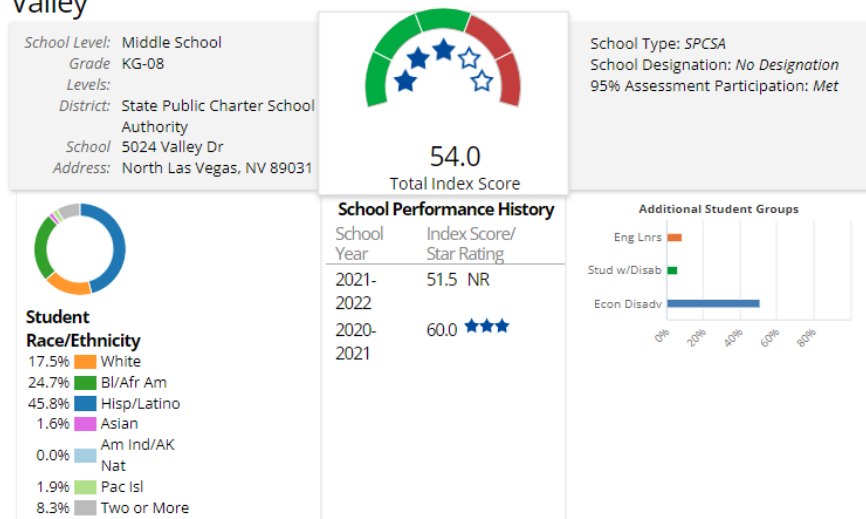 Valley
School Level: Middle School
Grade Levels: KG-08
District: State Public Charter School Authority
School Address: 5024 Valley Dr
North Las Vegas, NV 89031
54.0
Total Index Score
School Type: SPCSA
School Designation: No Designation
95% Assessment Participation: Met
Student
Race/Ethnicity
17.5% White
24.7% Bl/Afr Am
45.8% Hisp/Latino
1.6% Asian
0.0% Am Ind/AK Nat
1.9% Pac Isl
8.3% Two or More
School Performance History
School Year
Index Score/
Star Rating
2021-2022 51.5 NR
2020-2021 60.0
Additional Student Groups
Eng Lnrs
Stud w/Disab
Econ Disadv
0% 20% 40% 60% 80%